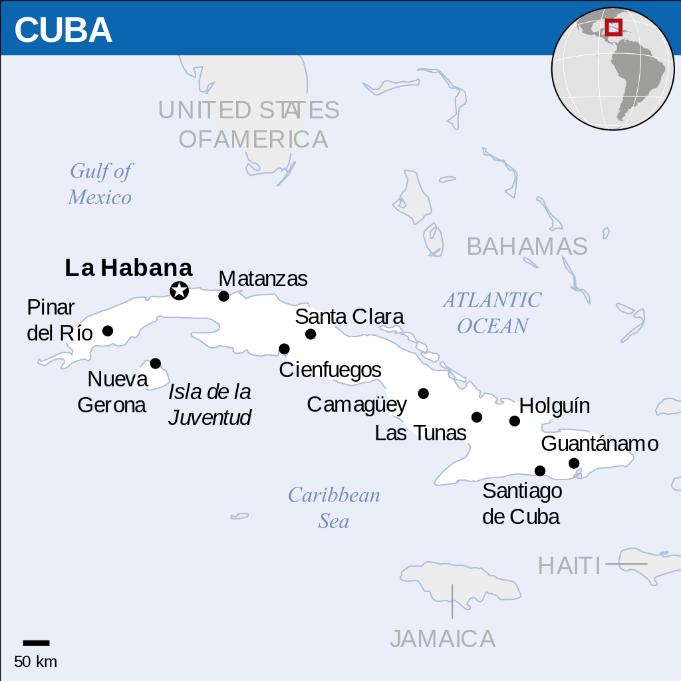 CUBA
UNITED STATES
OF AMERICA
Gulf of
Mexico
BAHAMAS
La Habana
Matanzas
ATLANTIC
OCEAN
Pinar
del Río
Santa Clara
Cienfuegos
Nueva
Gerona
Isla de la
Juventud
Camagüey
Holguín
Las Tunas
Guantánamo
Santiago
de Cuba
Caribbean
Sea
HAITI
JAMAICA
50 km